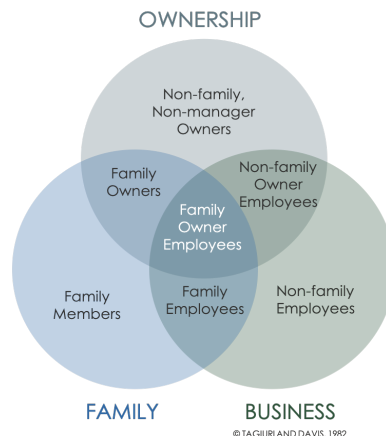 OWNERSHIP
Non-family,
Non-manager
Owners
Family
Owners
Non-family
Owner
Employees
Family
Owner
Employees
Family
Members
Family
Employees
Non-family
Employees
FAMILY
BUSINESS
© TAGIURI AND DAVIS, 1982